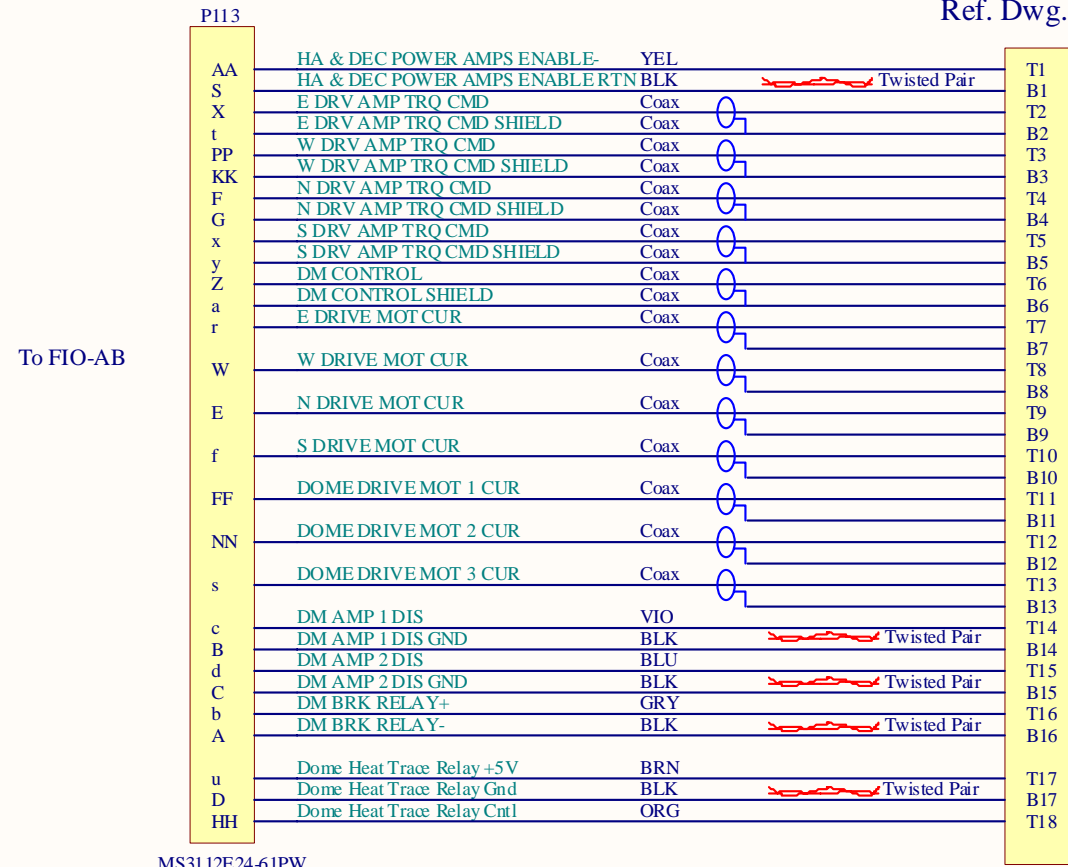 P113
Ref. Dwg.
AA HA & DEC POWER AMPS ENABLE- YEL T1
S HA & DEC POWER AMPS ENABLE RTN BLK Twisted Pair B1
X E DRV AMP TRQ CMD Coax T2
t E DRV AMP TRQ CMD SHIELD Coax B2
PP W DRV AMP TRQ CMD Coax T3
KK W DRV AMP TRQ CMD SHIELD Coax B3
F N DRV AMP TRQ CMD Coax T4
G N DRV AMP TRQ CMD SHIELD Coax B4
x S DRV AMP TRQ CMD Coax T5
y S DRV AMP TRQ CMD SHIELD Coax B5
Z DM CONTROL Coax T6
a DM CONTROL SHIELD Coax B6
r E DRIVE MOT CUR Coax T7
B7
To FIO-AB
W W DRIVE MOT CUR Coax T8
B8
E N DRIVE MOT CUR Coax T9
B9
f S DRIVE MOT CUR Coax T10
B10
FF DOME DRIVE MOT 1 CUR Coax T11
B11
NN DOME DRIVE MOT 2 CUR Coax T12
B12
s DOME DRIVE MOT 3 CUR Coax T13
B13
c DM AMP 1 DIS VIO T14
B DM AMP 1 DIS GND BLK Twisted Pair B14
d DM AMP 2 DIS BLU T15
C DM AMP 2 DIS GND BLK Twisted Pair B15
b DM BRK RELAY+ GRY T16
A DM BRK RELAY- BLK Twisted Pair B16
u Dome Heat Trace Relay +5V BRN T17
D Dome Heat Trace Relay Gnd BLK Twisted Pair B17
HH Dome Heat Trace Relay Cntl ORG T18
MS3112E24-61PW